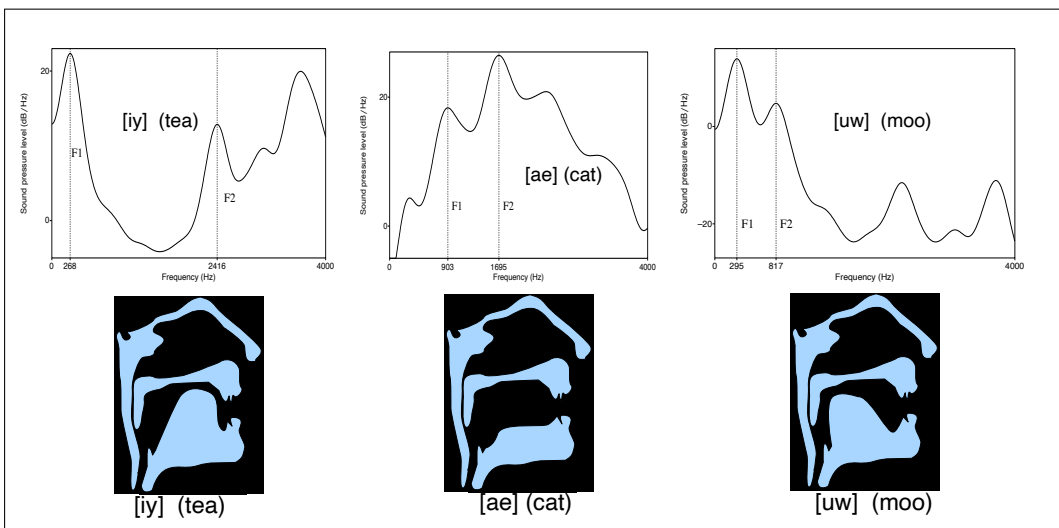 Sound pressure level (dB/Hz)
20
0
[iy] (tea)
F1
F2
0 268 2416 4000
Frequency (Hz)
Sound pressure level (dB/Hz)
20
0
[ae] (cat)
F1
F2
0 903 1695 4000
Frequency (Hz)
Sound pressure level (dB/Hz)
0
−20
[uw] (moo)
F1
F2
0 295 817 4000
Frequency (Hz)
[iy] (tea)
[ae] (cat)
[uw] (moo)